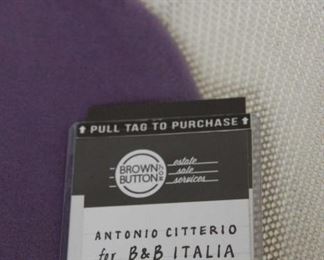 ↑ PULL TAG TO PURCHASE ↑
BROWN
BUTTON
estate
sale
services
ANTONIO CITTERIO
for B&B ITALIA